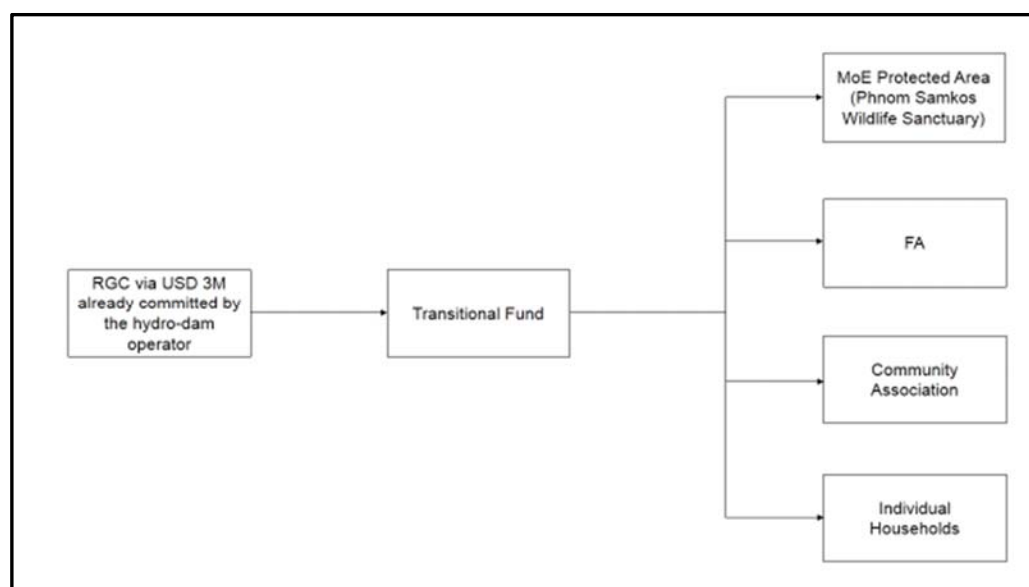 MoE Protected Area
(Phnom Samkos
Wildlife Sanctuary)
FA
RGC via USD 3M
already committed by
the hydro-dam
operator
Transitional Fund
Community
Association
Individual
Households